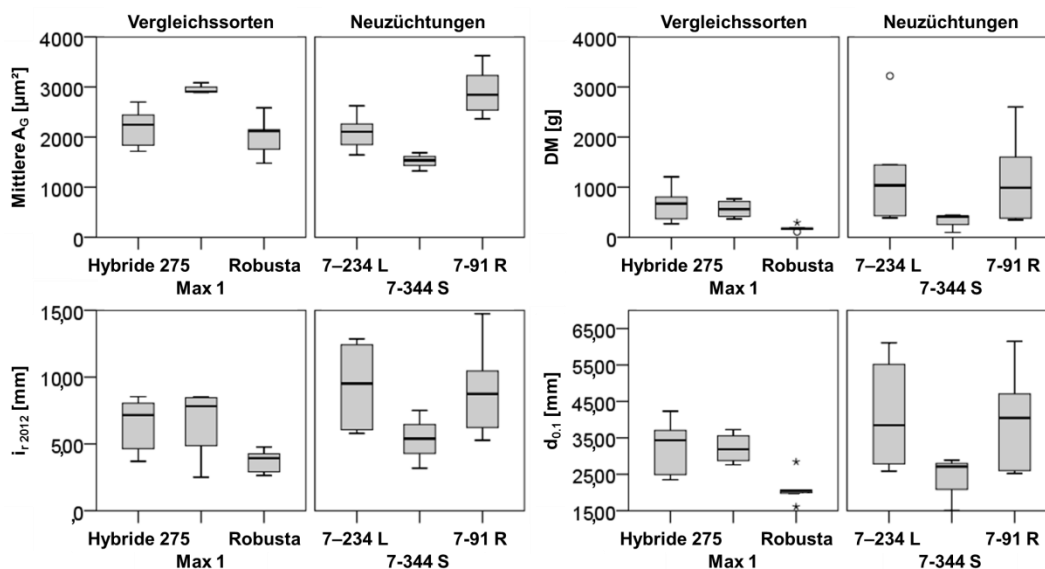 Vergleichssorten Neuzüchtungen
Mittlere A_G [µm²]
4000
3000
2000
1000
0
Hybride 275 Robusta 7–234 L 7-91 R
Max 1 7-344 S
Vergleichssorten Neuzüchtungen
DM [g]
4000
3000
2000
1000
0
Hybride 275 Robusta 7–234 L 7-91 R
Max 1 7-344 S
i_r 2012 [mm]
15,00
10,00
5,00
,00
Hybride 275 Robusta 7–234 L 7-91 R
Max 1 7-344 S
d_0.1 [mm]
65,00
55,00
45,00
35,00
25,00
15,00
Hybride 275 Robusta 7–234 L 7-91 R
Max 1 7-344 S